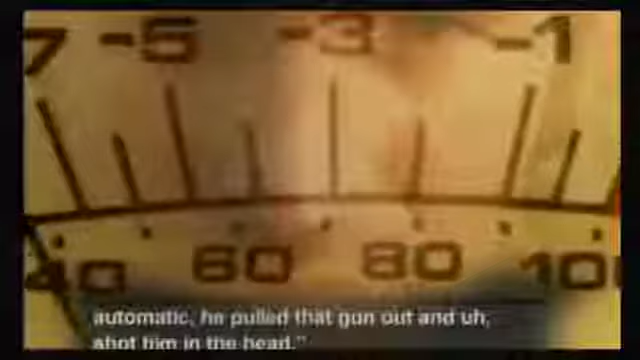 7 -5 -3 -1
40 60 80 100
automatic, he pulled that gun out and uh,
shot him in the head."